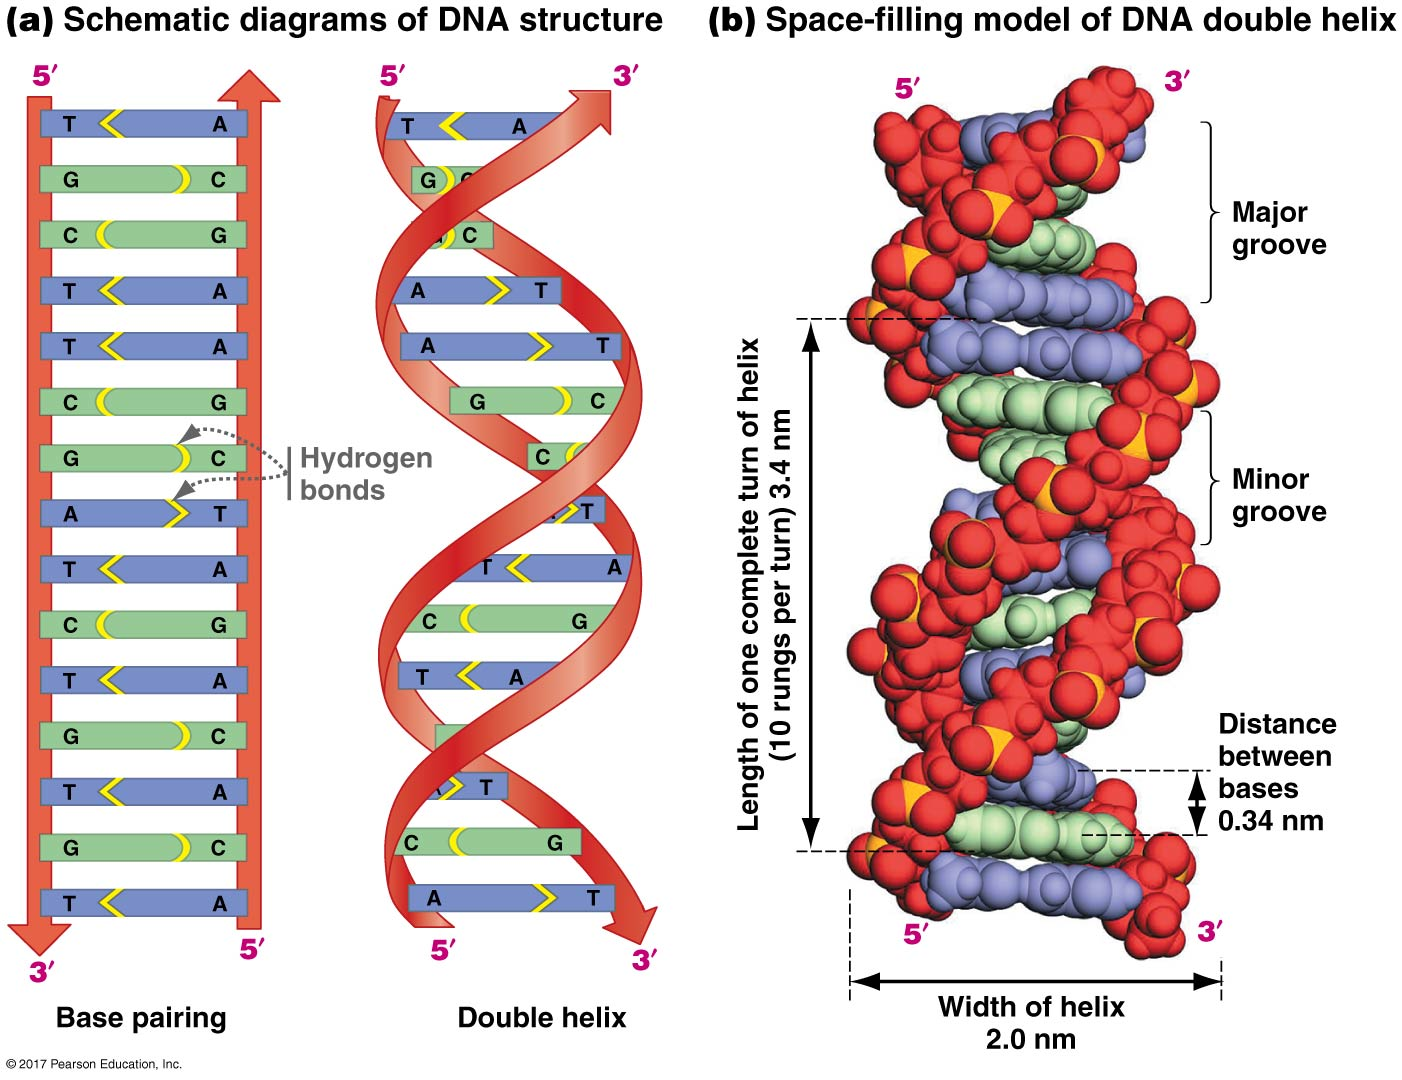 (a) Schematic diagrams of DNA structure
5′
T A
G C
C G
T A
T A
C G
G C
A T
T A
C G
T A
G C
T A
G C
T A
3′
5′
Hydrogen
bonds
Base pairing
5′
3′
T A
G
C
A T
A T
G C
C
T
T A
C G
T A
T
C G
A T
5′
3′
Double helix
(b) Space-filling model of DNA double helix
5′
3′
Major
groove
Length of one complete turn of helix
(10 rungs per turn) 3.4 nm
Minor
groove
Distance
between
bases
0.34 nm
5′
3′
Width of helix
2.0 nm
© 2017 Pearson Education, Inc.